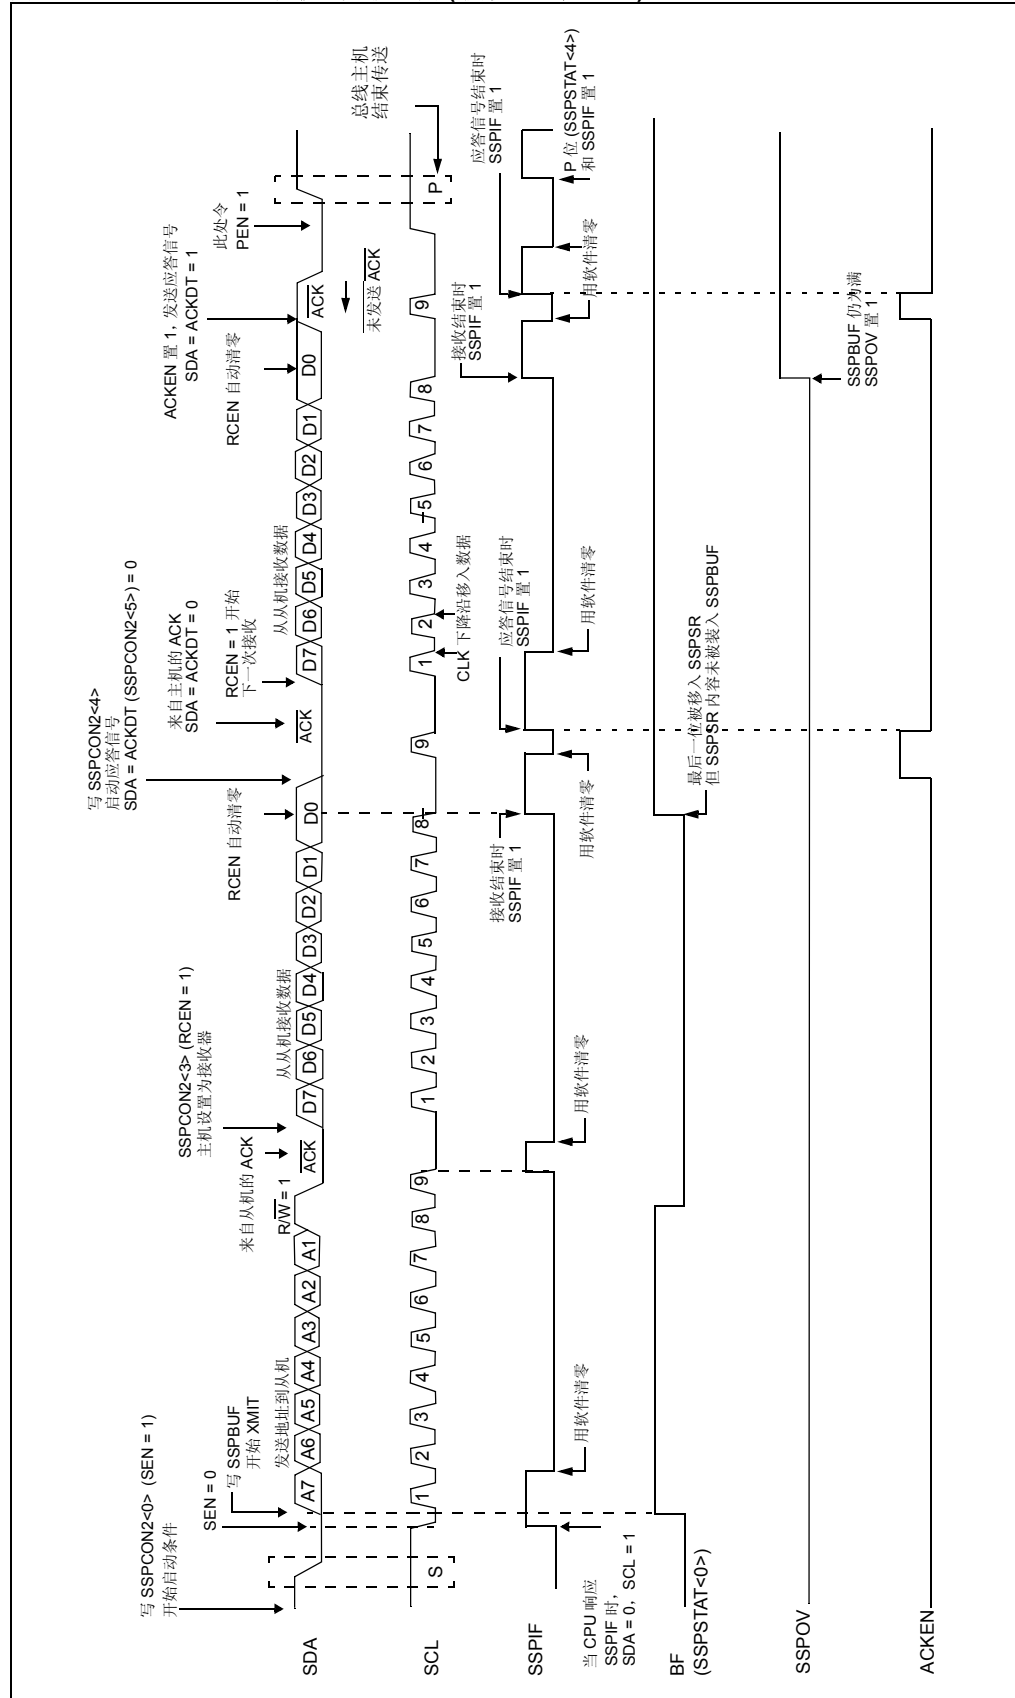 写 SSPCON2<0> (SEN = 1)
开始启动条件
SEN = 0
写 SSPBUF
开始 XMIT
发送地址到从机
来自从机的 ACK
R/W = 1
SSPCON2<3> (RCEN = 1)
主机设置为接收器
从从机接收数据
RCEN 自动清零
写 SSPCON2<4>
启动应答信号
SDA = ACKDT (SSPCON2<5>) = 0
来自主机的 ACK
SDA = ACKDT = 0
RCEN = 1 开始
下一次接收
从从机接收数据
RCEN 自动清零
ACKEN 置 1, 发送应答信号
SDA = ACKDT = 1
此处令
PEN = 1
未发送 ACK
总线主机
结束传送
SDA
A7 A6 A5 A4 A3 A2 A1 ACK D7 D6 D5 D4 D3 D2 D1 D0 ACK D7 D6 D5 D4 D3 D2 D1 D0 ACK
SCL
S 1 2 3 4 5 6 7 8 9 1 2 3 4 5 6 7 8 9 1 2 3 4 5 6 7 8 9 P
CLK 下降沿移入数据
接收结束时
SSPIF 置 1
应答信号结束时
SSPIF 置 1
接收结束时
SSPIF 置 1
应答信号结束时
SSPIF 置 1
SSPIF
当 CPU 响应
SSPIF 时,
SDA = 0, SCL = 1
用软件清零
用软件清零
用软件清零
用软件清零
用软件清零
P 位 (SSPSTAT<4>)
和 SSPIF 置 1
BF
(SSPSTAT<0>)
最后一位被移入 SSPSR
但 SSPSR 内容未被装入 SSPBUF
SSPOV
SSPBUF 仍为满
SSPOV 置 1
ACKEN